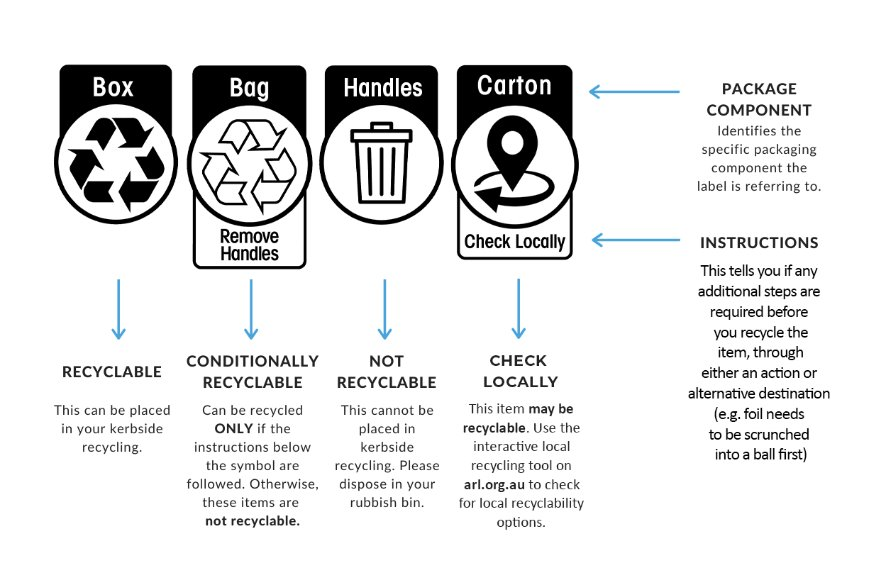 Box
Bag
Remove
Handles
Handles
Carton
Check Locally
PACKAGE
COMPONENT
Identifies the
specific packaging
component the
label is referring to.
INSTRUCTIONS
This tells you if any
additional steps are
required before
you recycle the
item, through
either an action or
alternative destination
(e.g. foil needs
to be scrunched
into a ball first)
RECYCLABLE
This can be placed
in your kerbside
recycling.
CONDITIONALLY
RECYCLABLE
Can be recycled
ONLY if the
instructions below
the symbol are
followed. Otherwise,
these items are
not recyclable.
NOT
RECYCLABLE
This cannot be
placed in
kerbside
recycling. Please
dispose in your
rubbish bin.
CHECK
LOCALLY
This item may be
recyclable. Use the
interactive local
recycling tool on
arl.org.au to check
for local recyclability
options.